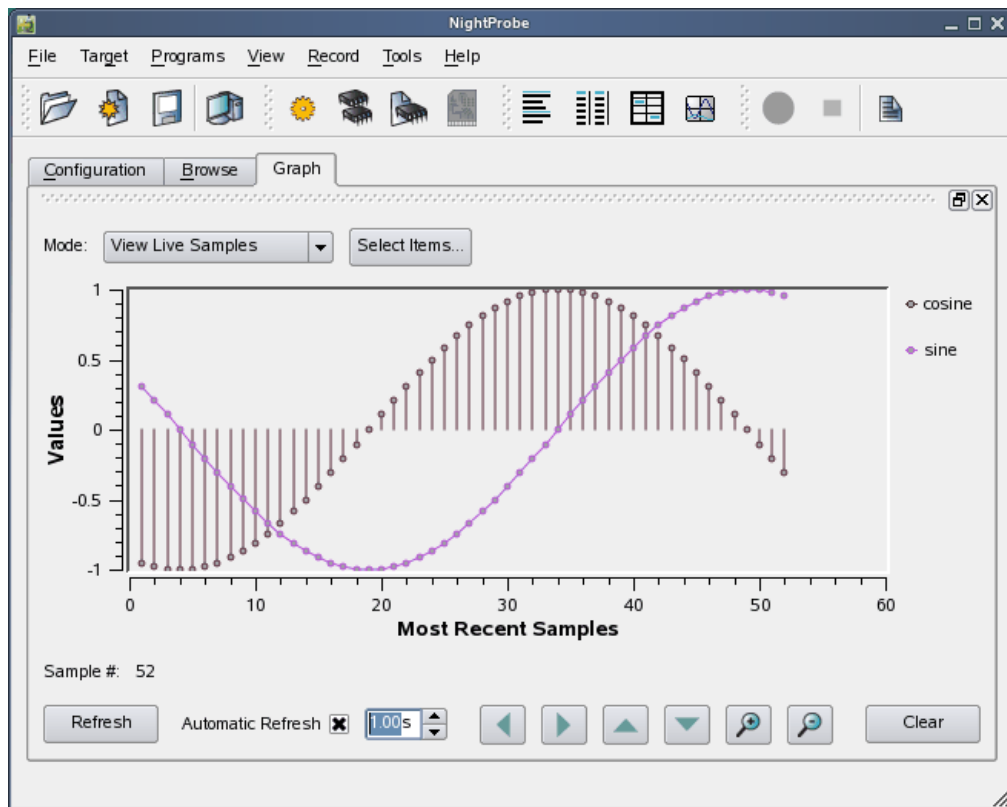 NightProbe
File Target Programs View Record Tools Help
Configuration Browse Graph
Mode: View Live Samples Select Items...
1
0.5
0
-0.5
-1
Values
cosine
sine
0 10 20 30 40 50 60
Most Recent Samples
Sample #: 52
Refresh Automatic Refresh 1.00s Clear